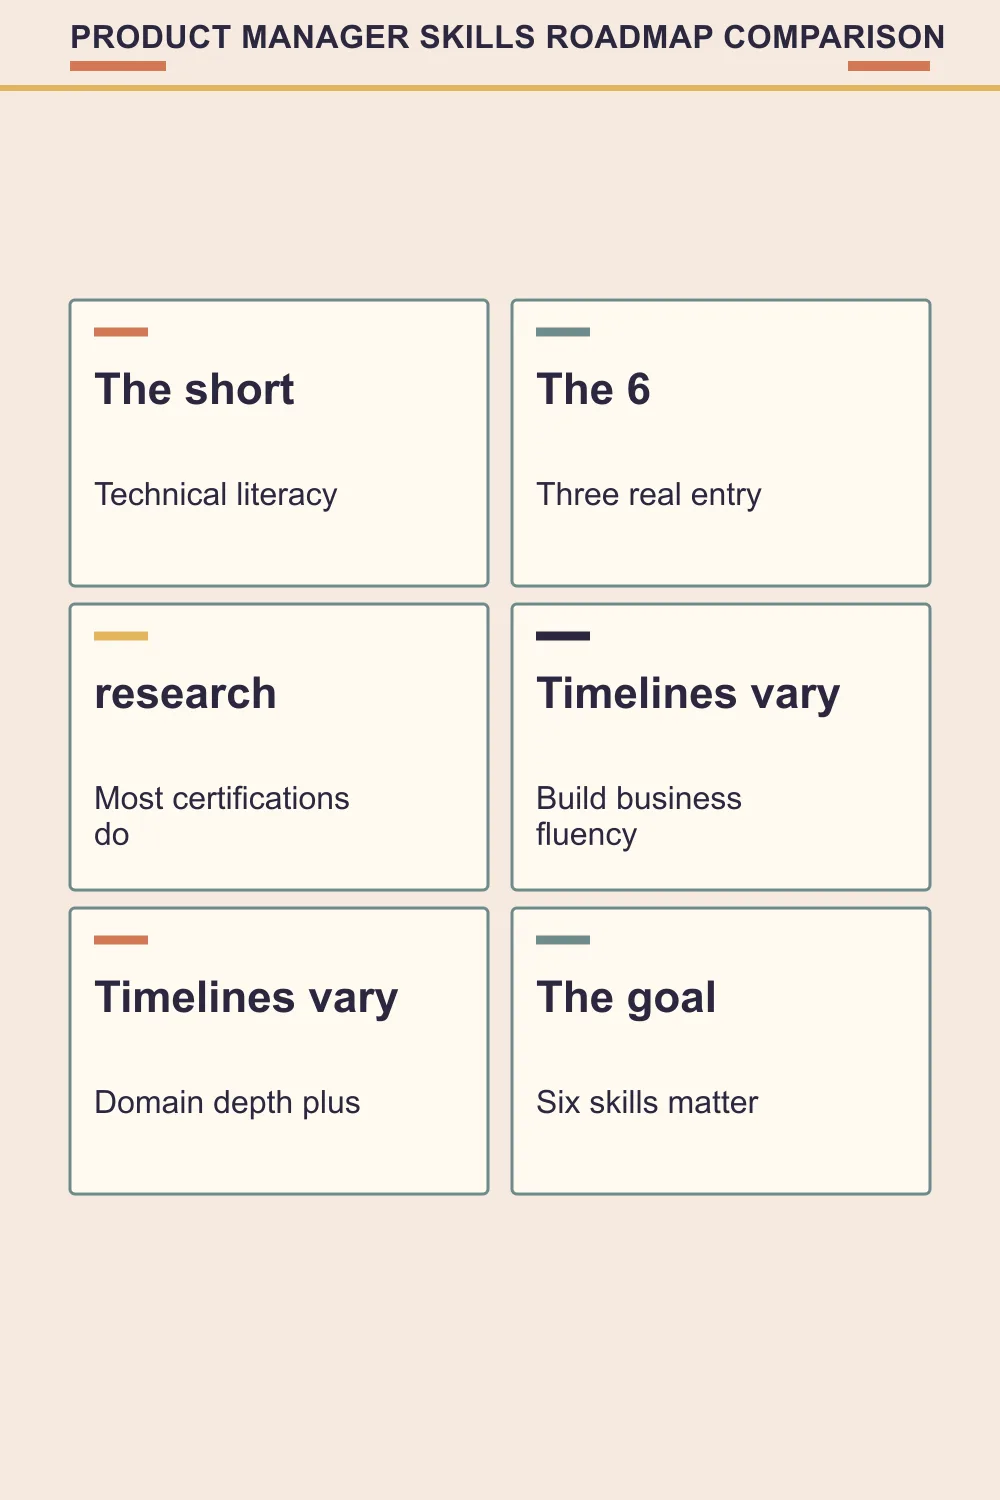 PRODUCT MANAGER SKILLS ROADMAP COMPARISON
The short
Technical literacy
The 6
Three real entry
research
Most certifications
do
Timelines vary
Build business
fluency
Timelines vary
Domain depth plus
The goal
Six skills matter